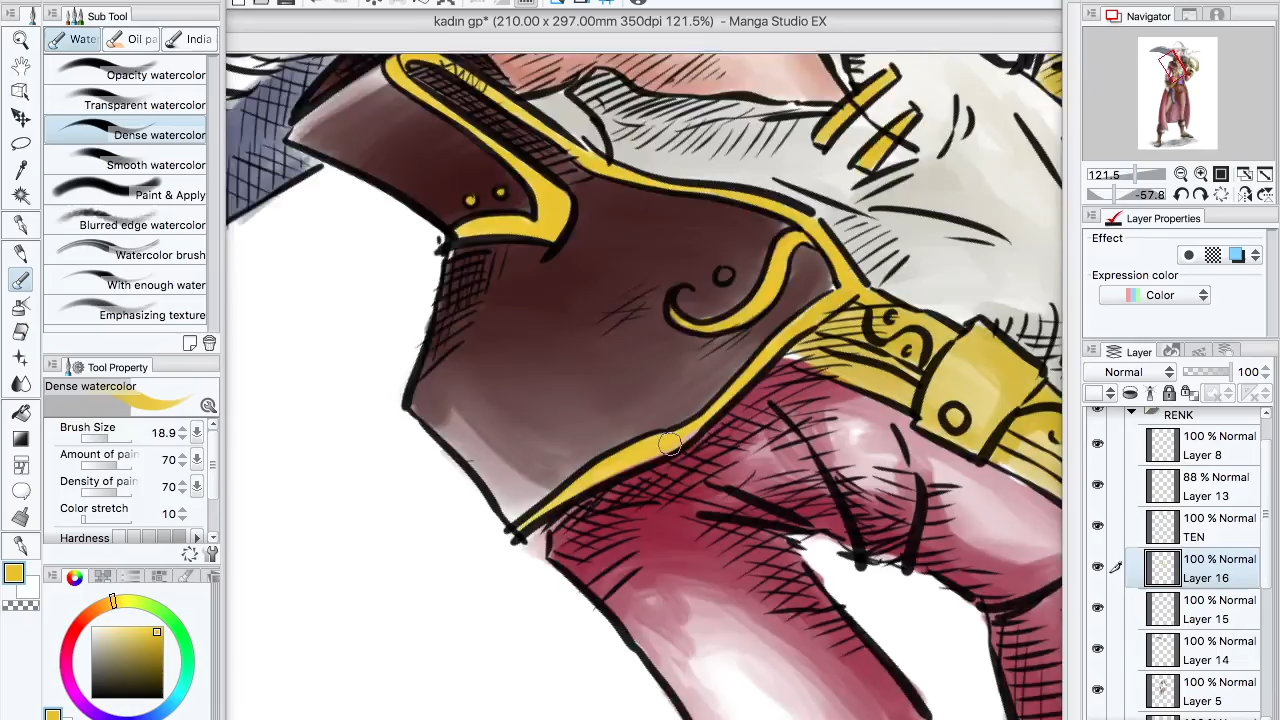 kadın gp* (210.00 x 297.00mm 350dpi 121.5%) - Manga Studio EX
Sub Tool
Wate
Oil pa
India
Opacity watercolor
Transparent watercolor
Dense watercolor
Smooth watercolor
Paint & Apply
Blurred edge watercolor
Watercolor brush
With enough water
Emphasizing texture
Tool Property
Dense watercolor
Brush Size 18.9
Amount of pain 70
Density of pain 70
Color stretch 10
Hardness
Navigator
121.5
-57.8
Layer Properties
Effect
Expression color
Color
Layer
Normal 100
RENK
100 % Normal
Layer 8
88 % Normal
Layer 13
100 % Normal
TEN
100 % Normal
Layer 16
100 % Normal
Layer 15
100 % Normal
Layer 14
100 % Normal
Layer 5